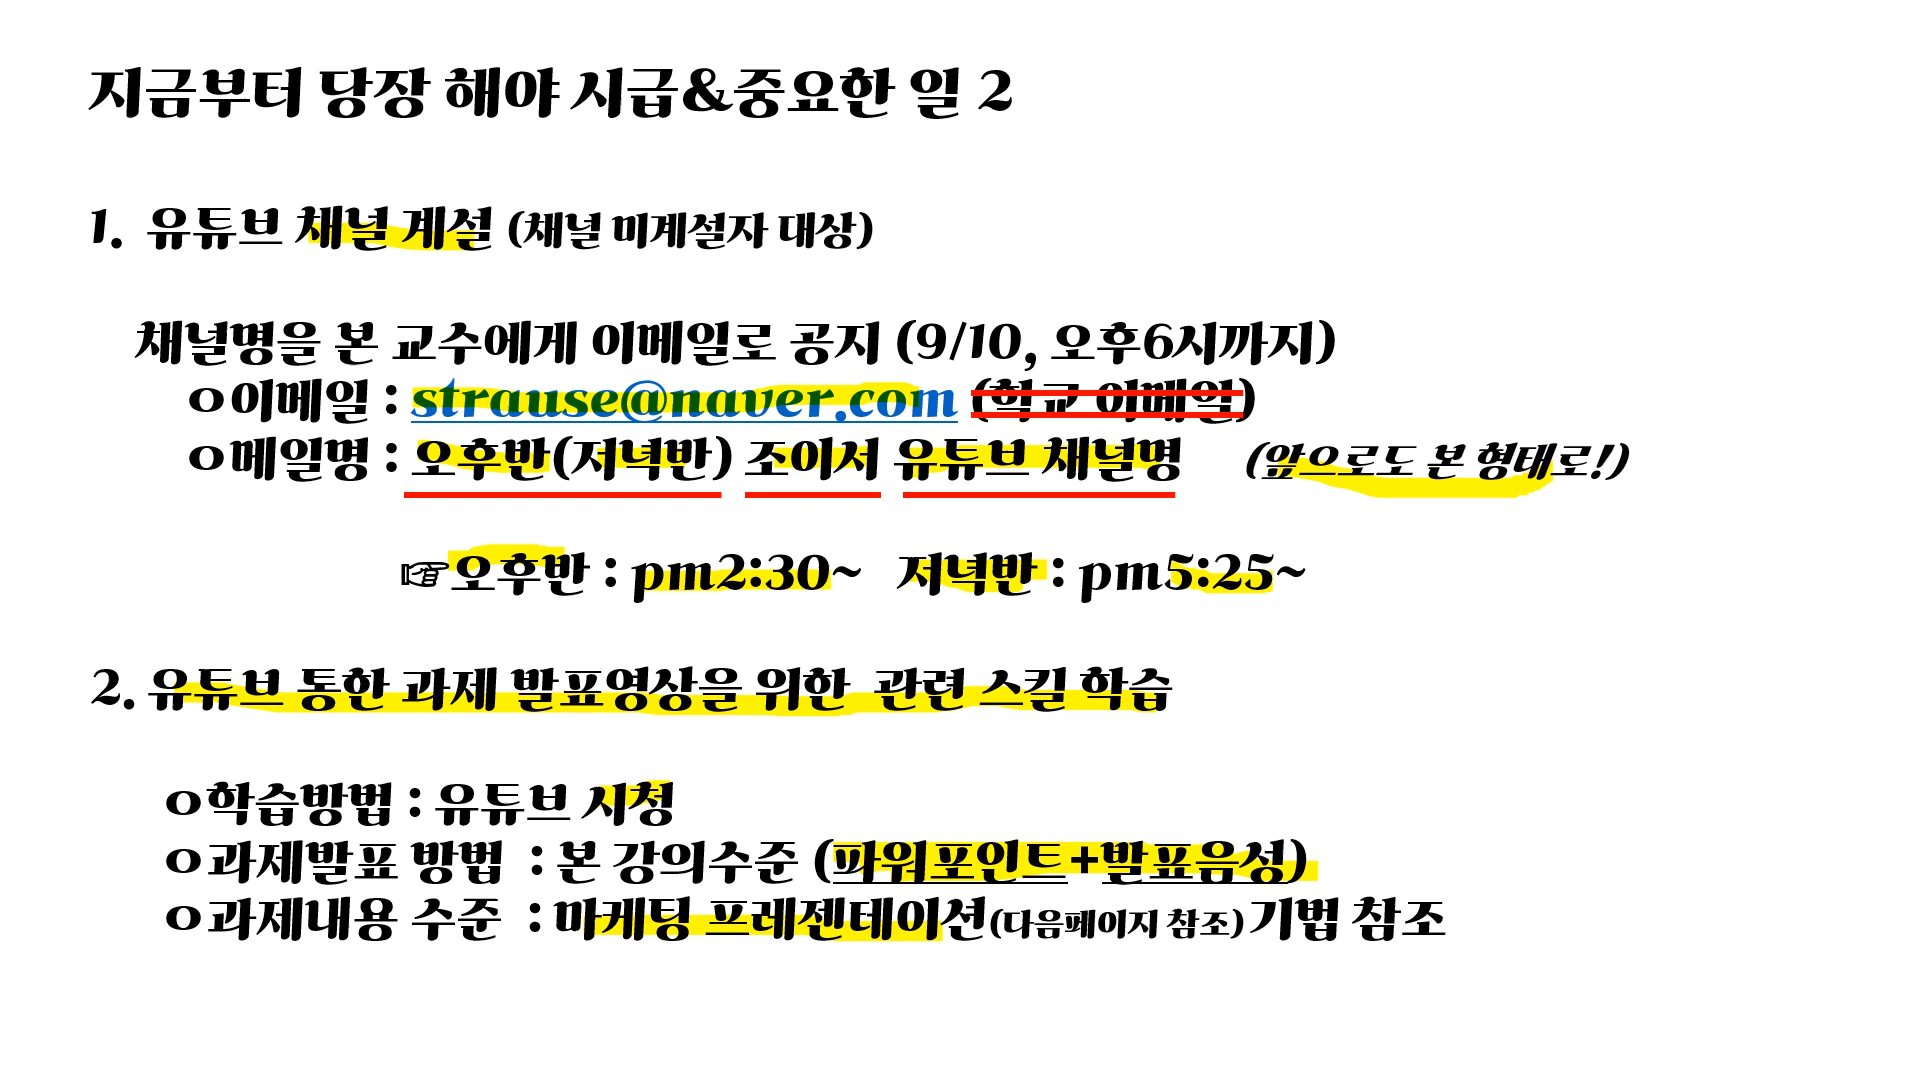 지금부터 당장 해야 시급&중요한 일 2
1. 유튜브 채널 계설 (채널 미계설자 대상)
채널명을 본 교수에게 이메일로 공지 (9/10, 오후6시까지)
ㅇ이메일 : strause@naver.com (학교 이메일)
ㅇ메일명 : 오후반(저녁반) 조이서 유튜브 채널명 (앞으로도 본 형태로!)
☞오후반 : pm2:30~ 저녁반 : pm5:25~
2. 유튜브 통한 과제 발표영상을 위한 관련 스킬 학습
ㅇ학습방법 : 유튜브 시청
ㅇ과제발표 방법 : 본 강의수준 (파워포인트+발표음성)
ㅇ과제내용 수준 : 마케팅 프레젠테이션(다음페이지 참조)기법 참조